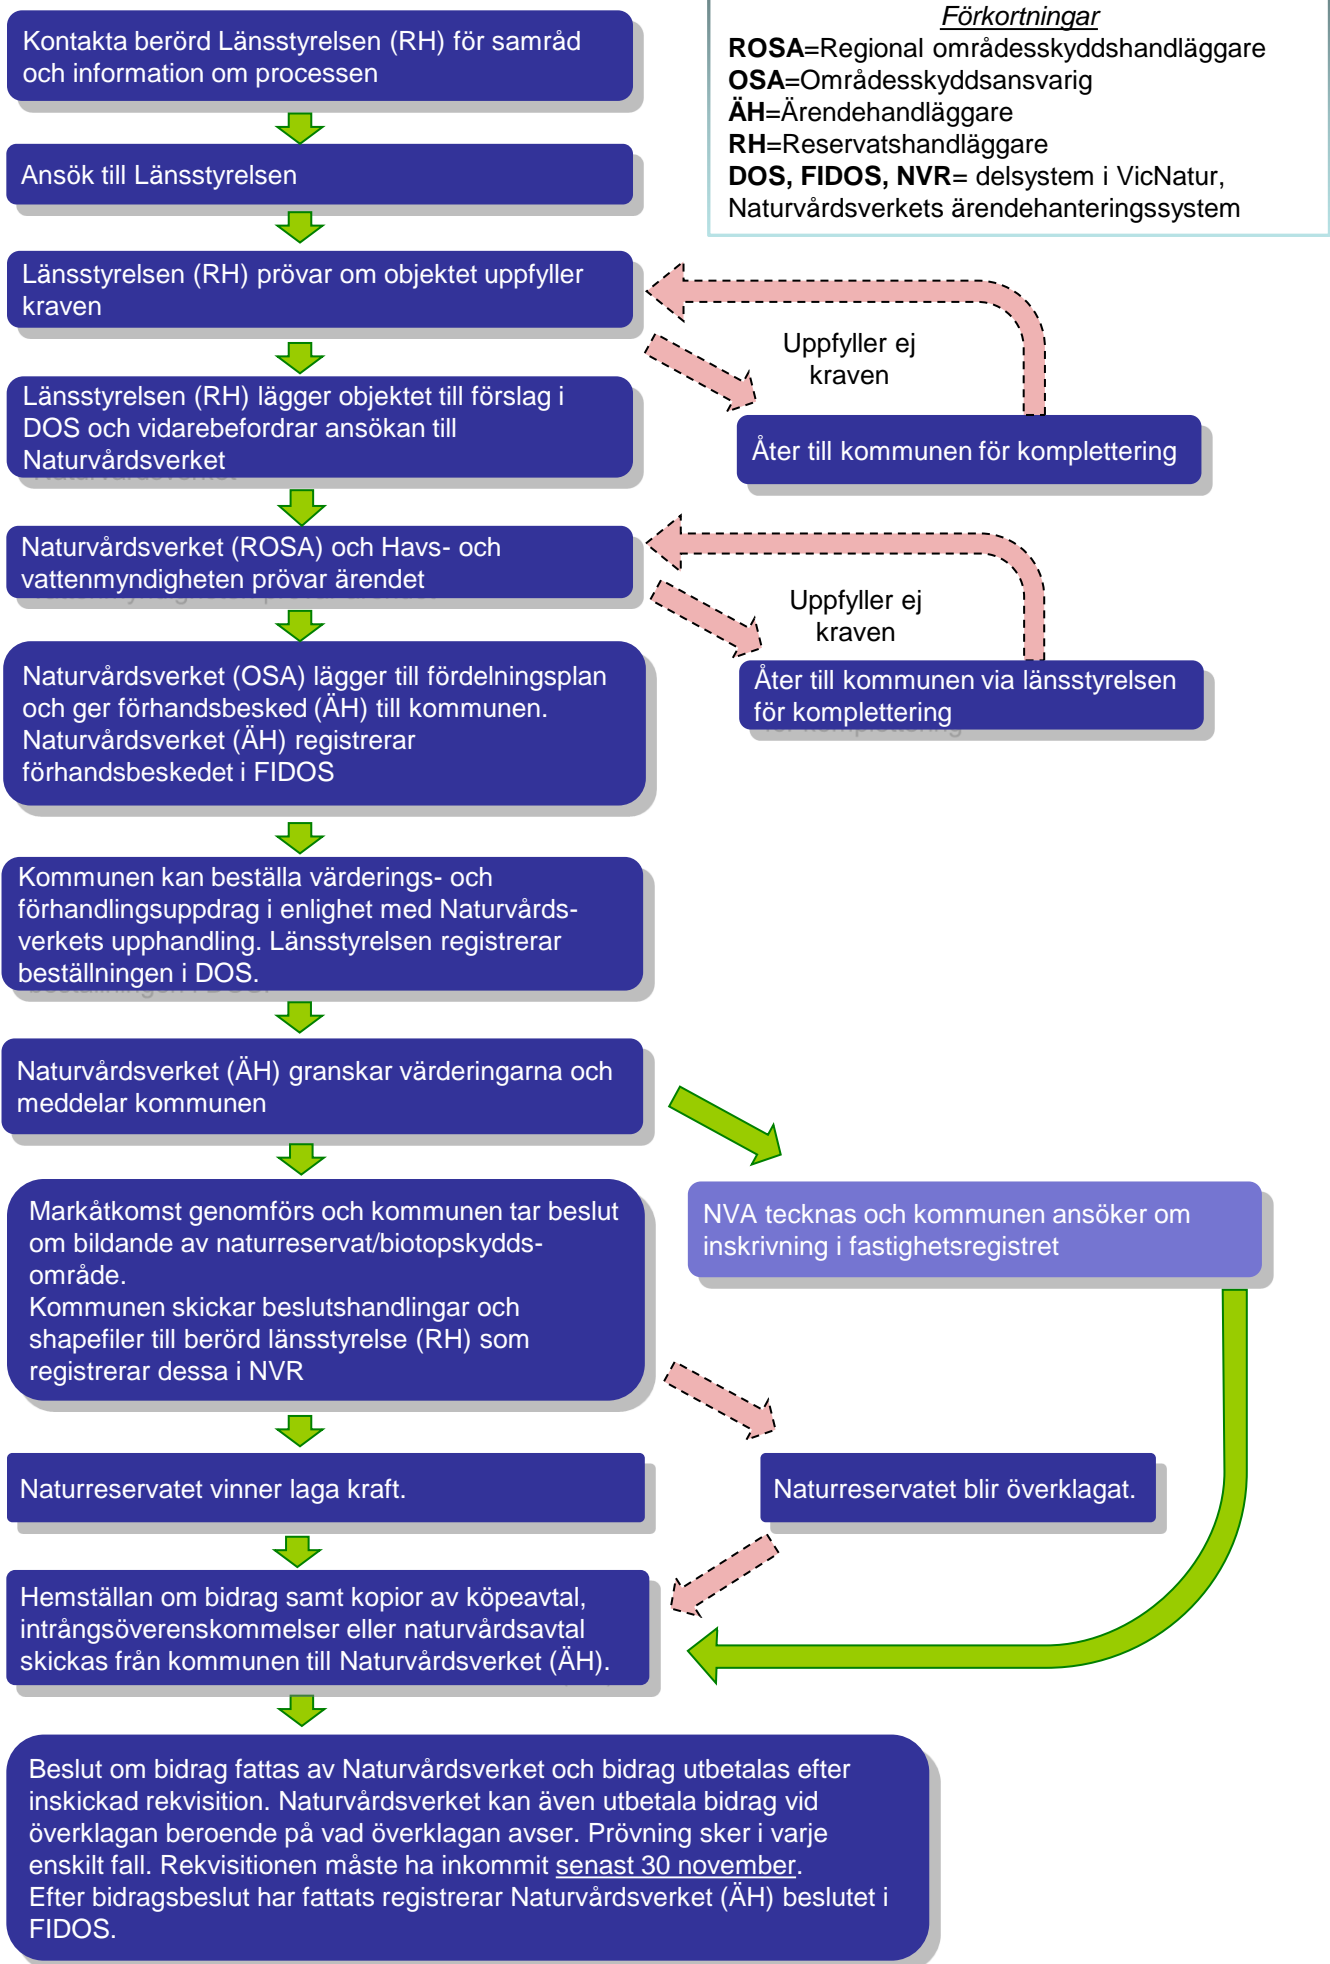 Kontakta berörd Länsstyrelsen (RH) för samråd
och information om processen
Förkortningar
ROSA=Regional områdesskyddshandläggare
OSA=Områdesskyddsansvarig
ÄH=Ärendehandläggare
RH=Reservatshandläggare
DOS, FIDOS, NVR= delsystem i VicNatur,
Naturvårdsverkets ärendehanteringssystem
Ansök till Länsstyrelsen
Länsstyrelsen (RH) prövar om objektet uppfyller
kraven
Uppfyller ej
kraven
Länsstyrelsen (RH) lägger objektet till förslag i
DOS och vidarebefordrar ansökan till
Naturvårdsverket
Åter till kommunen för komplettering
Naturvårdsverket (ROSA) och Havs- och
vattenmyndigheten prövar ärendet
Uppfyller ej
kraven
Naturvårdsverket (OSA) lägger till fördelningsplan
och ger förhandsbesked (ÄH) till kommunen.
Naturvårdsverket (ÄH) registrerar
förhandsbeskedet i FIDOS
Åter till kommunen via länsstyrelsen
för komplettering
Kommunen kan beställa värderings- och
förhandlingsuppdrag i enlighet med Naturvårds-
verkets upphandling. Länsstyrelsen registrerar
beställningen i DOS.
Naturvårdsverket (ÄH) granskar värderingarna och
meddelar kommunen
Markåtkomst genomförs och kommunen tar beslut
om bildande av naturreservat/biotopskydds-
område.
Kommunen skickar beslutshandlingar och
shapefiler till berörd länsstyrelse (RH) som
registrerar dessa i NVR
NVA tecknas och kommunen ansöker om
inskrivning i fastighetsregistret
Naturreservatet vinner laga kraft.
Naturreservatet blir överklagat.
Hemställan om bidrag samt kopior av köpeavtal,
intrångsöverenskommelser eller naturvårdsavtal
skickas från kommunen till Naturvårdsverket (ÄH).
Beslut om bidrag fattas av Naturvårdsverket och bidrag utbetalas efter
inskickad rekvisition. Naturvårdsverket kan även utbetala bidrag vid
överklagan beroende på vad överklagan avser. Prövning sker i varje
enskilt fall. Rekvisitionen måste ha inkommit senast 30 november.
Efter bidragsbeslut har fattats registrerar Naturvårdsverket (ÄH) beslutet i
FIDOS.